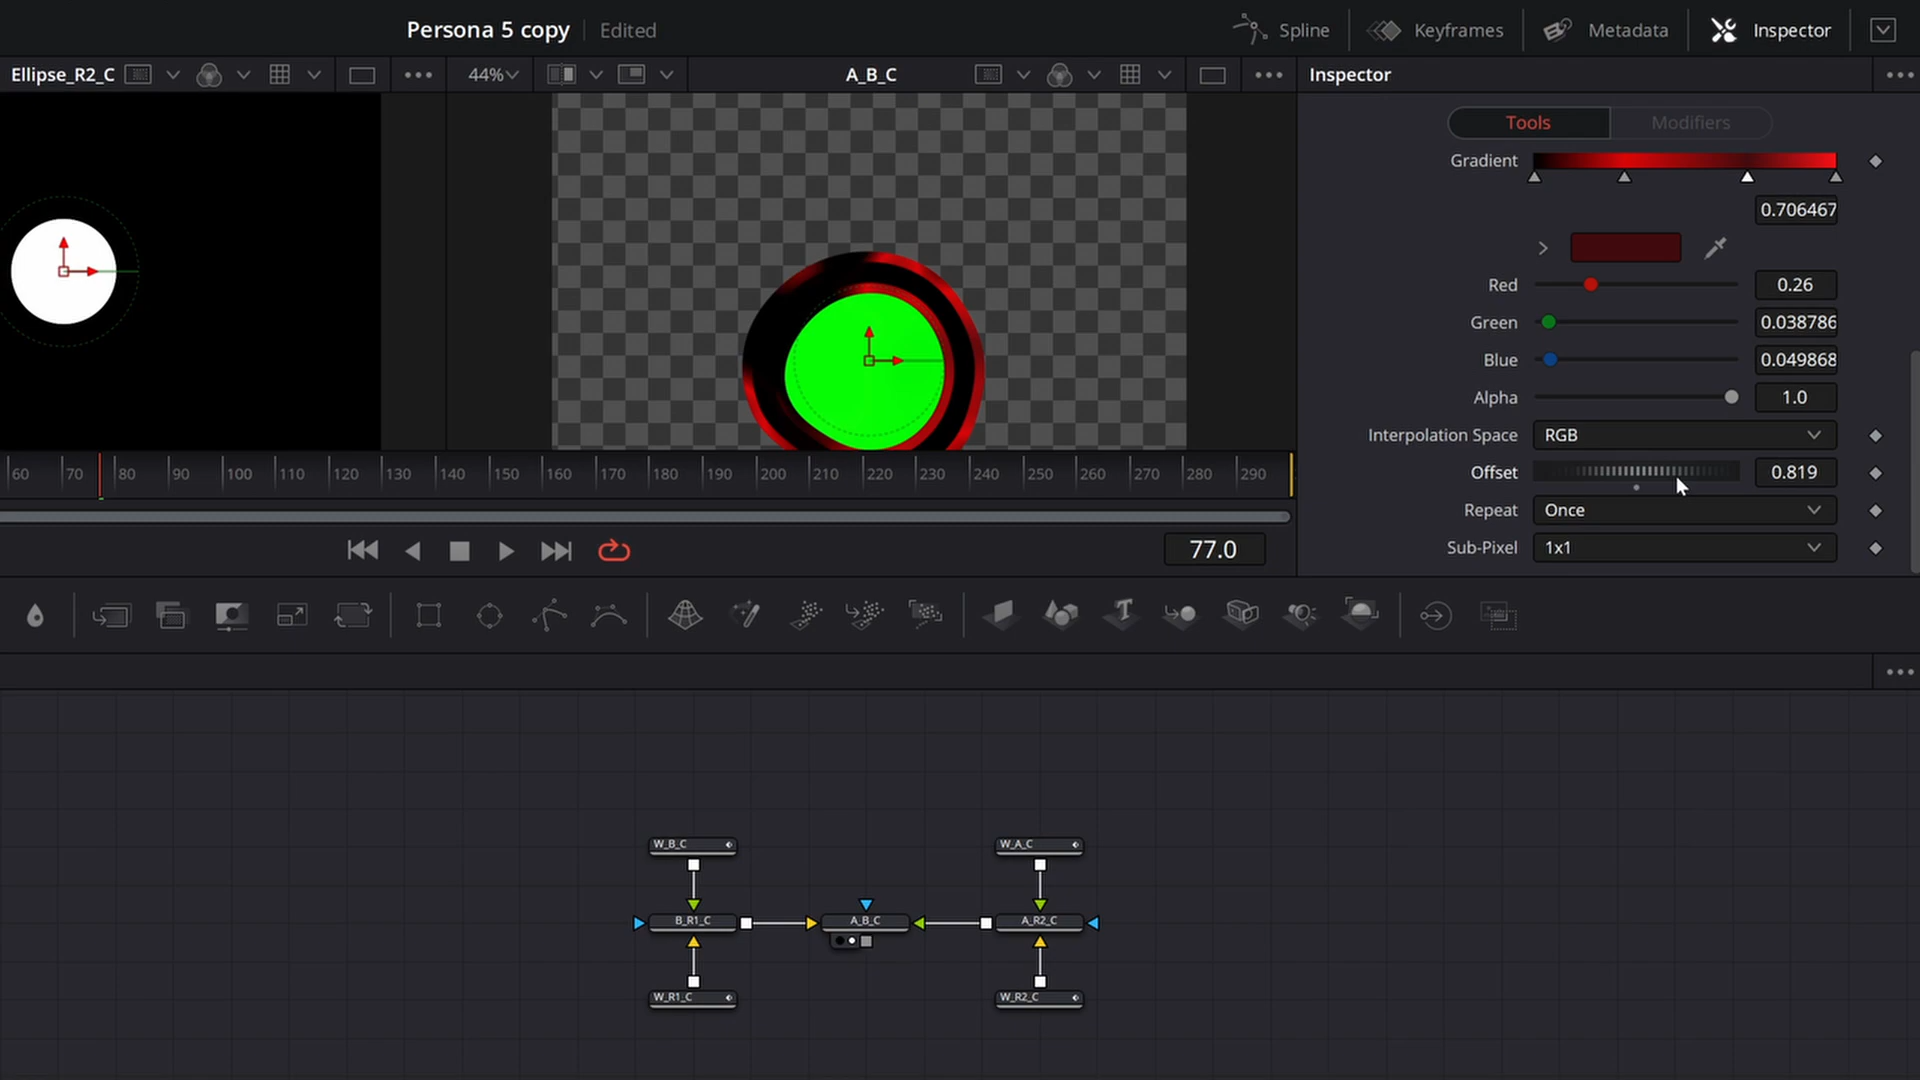 Persona 5 copy Edited Spline Keyframes Metadata Inspector
Ellipse_R2_C 44% A_B_C Inspector
Tools Modifiers
Gradient
0.706467
Red 0.26
Green 0.038786
Blue 0.049868
Alpha 1.0
Interpolation Space RGB
60 70 80 90 100 110 120 130 140 150 160 170 180 190 200 210 220 230 240 250 260 270 280 290
Offset 0.819
Repeat Once
77.0
Sub-Pixel 1x1
W_B_C W_A_C
B_R1_C A_B_C A_R2_C
W_R1_C W_R2_C